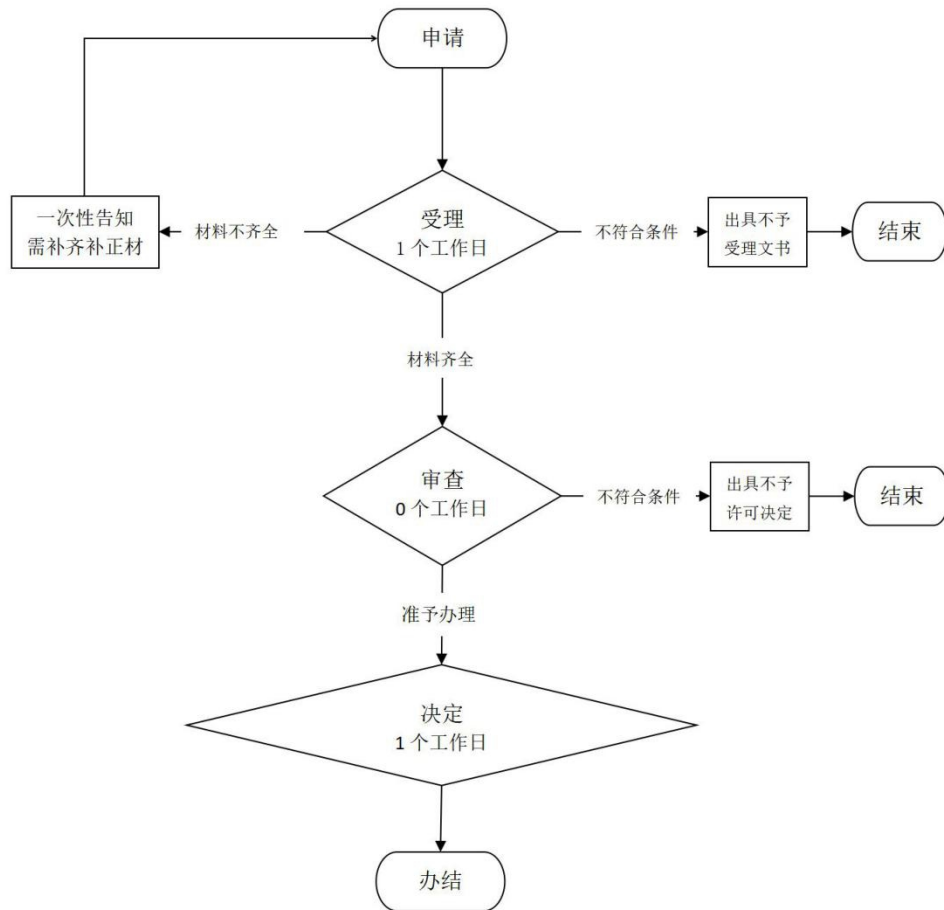 申请
一次性告知
需补齐补正材
材料不齐全
受理
1 个工作日
不符合条件
出具不予
受理文书
结束
材料齐全
审查
0 个工作日
不符合条件
出具不予
许可决定
结束
准予办理
决定
1 个工作日
办结